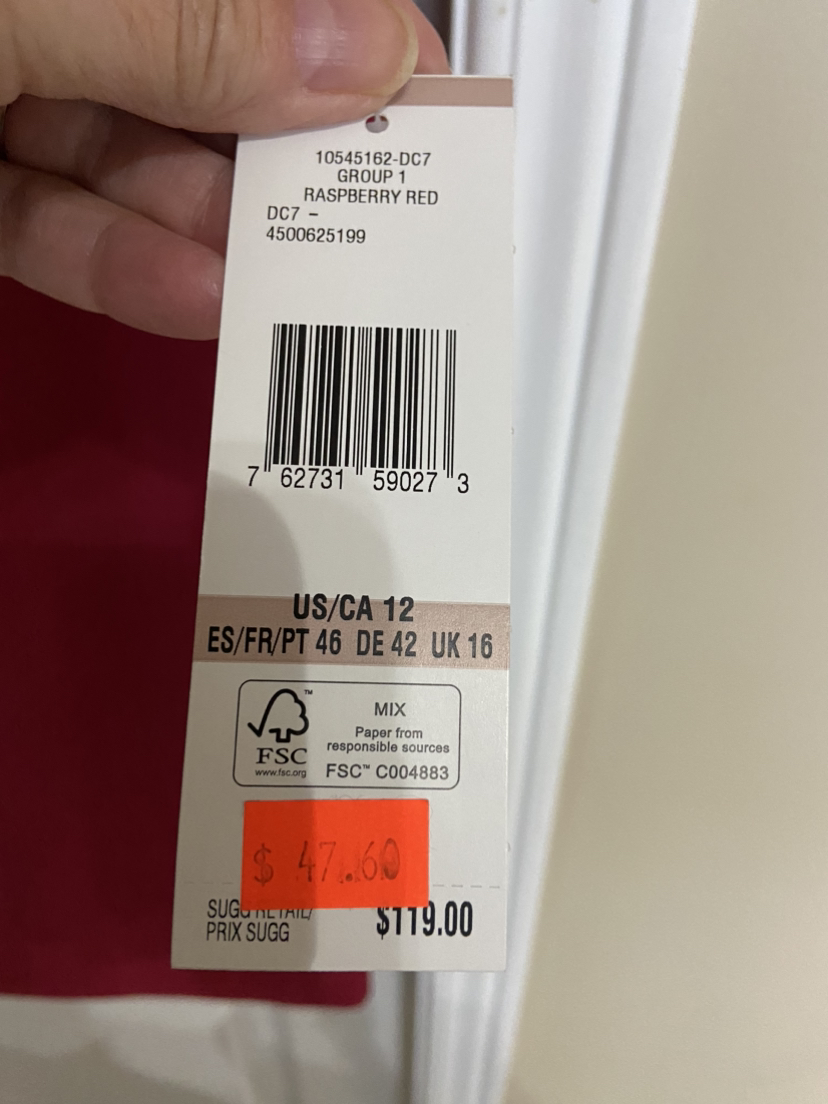 10545162-DC7
GROUP 1
RASPBERRY RED
DC7 –
4500625199
7 62731 59027 3
US/CA 12
ES/FR/PT 46 DE 42 UK 16
FSC™
www.fsc.org
MIX
Paper from
responsible sources
FSC™ C004883
$ 47.60
SUGG RETAIL/
PRIX SUGG
$119.00